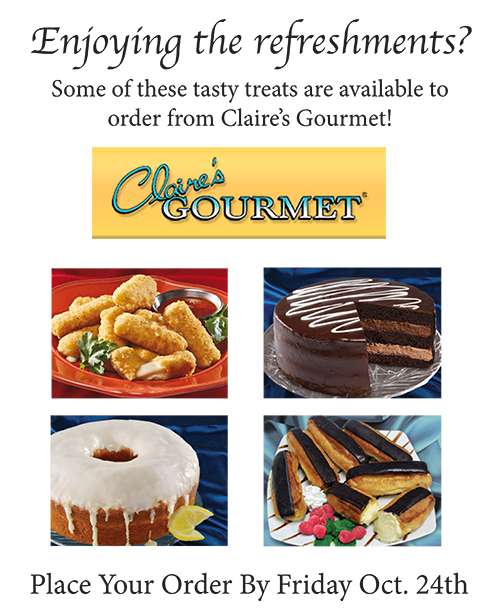 Enjoying the refreshments?
Some of these tasty treats are available to
order from Claire's Gourmet!
Claire's
GOURMET®
Place Your Order By Friday Oct. 24th